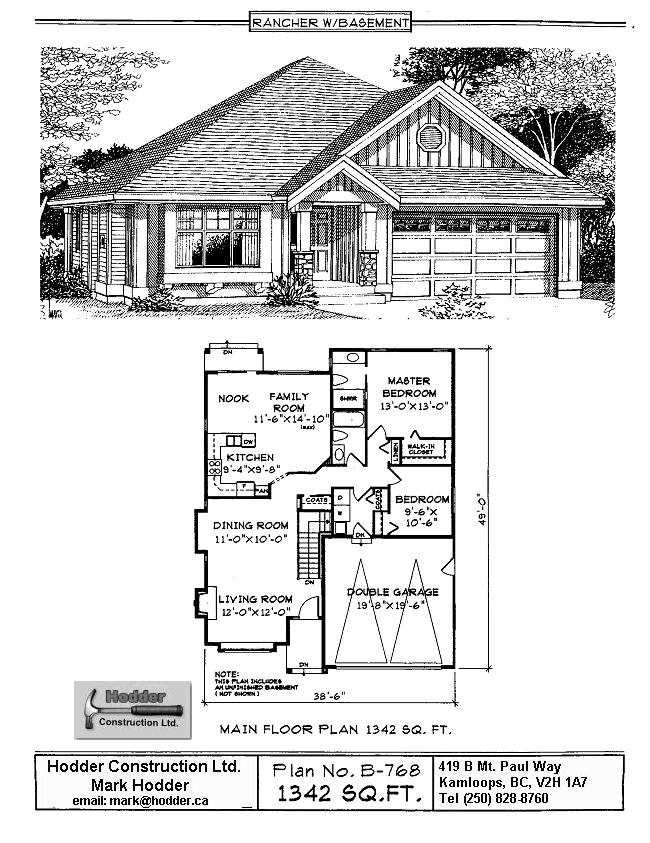 RANCHER W/BASEMENT
DN
NOOK
FAMILY
ROOM
11'-6"X14'-10"
(MAX)
SHWR
MASTER
BEDROOM
13'-0"X13'-0"
DW
KITCHEN
9'-4"X9'-8"
F
PAN
LINEN
WALK-IN
CLOSET
COATS
D
W
COATS
BEDROOM
9'-6"X
10'-6"
DN
DINING ROOM
11'-0"X10'-0"
DN
LIVING ROOM
12'-0"X12'-0"
DOUBLE GARAGE
19'-8"X19'-6"
49'-0"
DN
NOTE:
THIS PLAN INCLUDES
AN UNFINISHED BASEMENT
( NOT SHOWN )
38'-6"
Hodder
Construction Ltd.
MAIN FLOOR PLAN 1342 SQ. FT.
Hodder Construction Ltd.
Mark Hodder
email: mark@hodder.ca
Plan No. B-768
1342 SQ.FT.
419 B Mt. Paul Way
Kamloops, BC, V2H 1A7
Tel (250) 828-8760